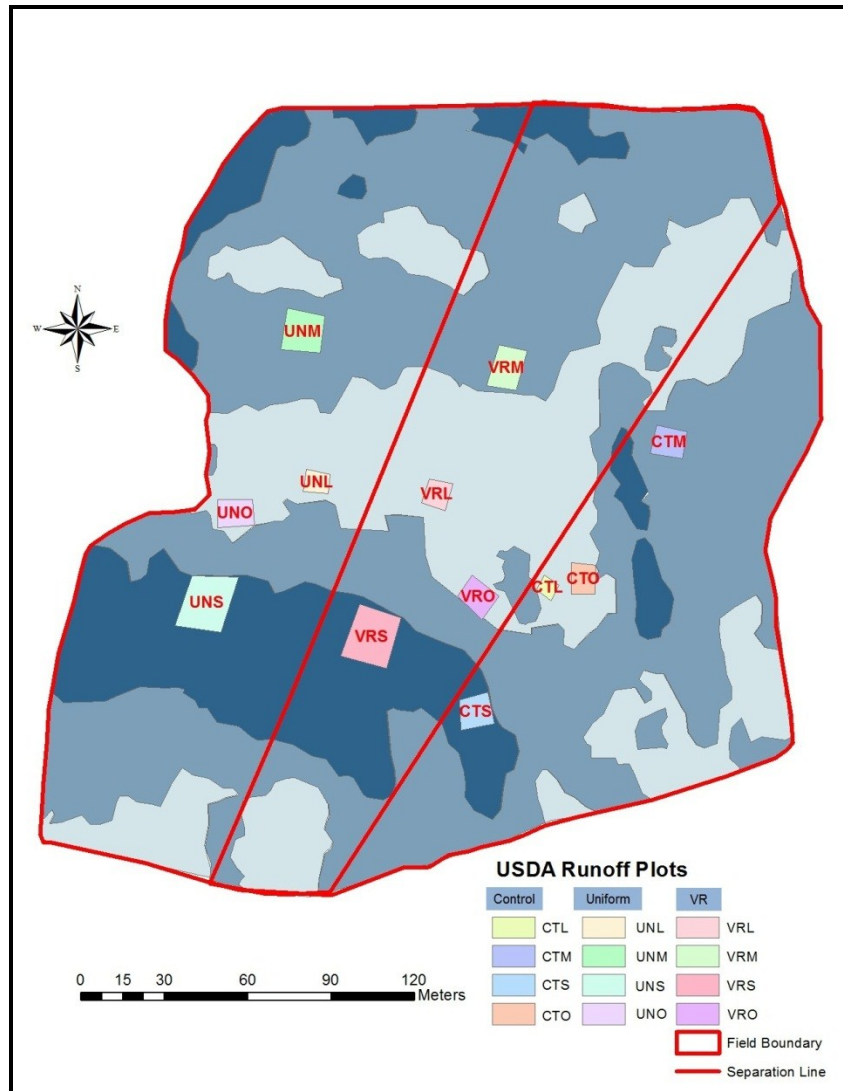 N
W E
S
UNM
VRM
CTM
UNL
VRL
UNO
CTL CTO
VRO
UNS
VRS
CTS
USDA Runoff Plots
Control Uniform VR
CTL UNL VRL
CTM UNM VRM
CTS UNS VRS
CTO UNO VRO
Field Boundary
Separation Line
0 15 30 60 90 120
Meters